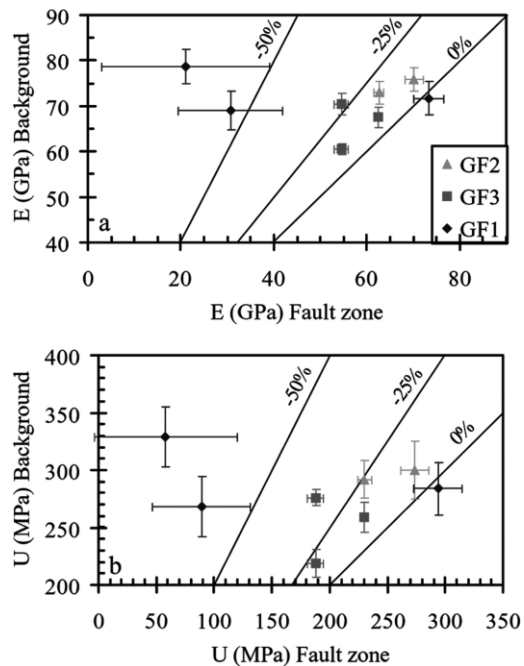 90
80
70
60
50
40
E (GPa) Background
a
-50%
-25%
0%
GF2
GF3
GF1
0 20 40 60 80
E (GPa) Fault zone
400
350
300
250
200
U (MPa) Background
b
-50%
-25%
0%
0 50 100 150 200 250 300 350
U (MPa) Fault zone